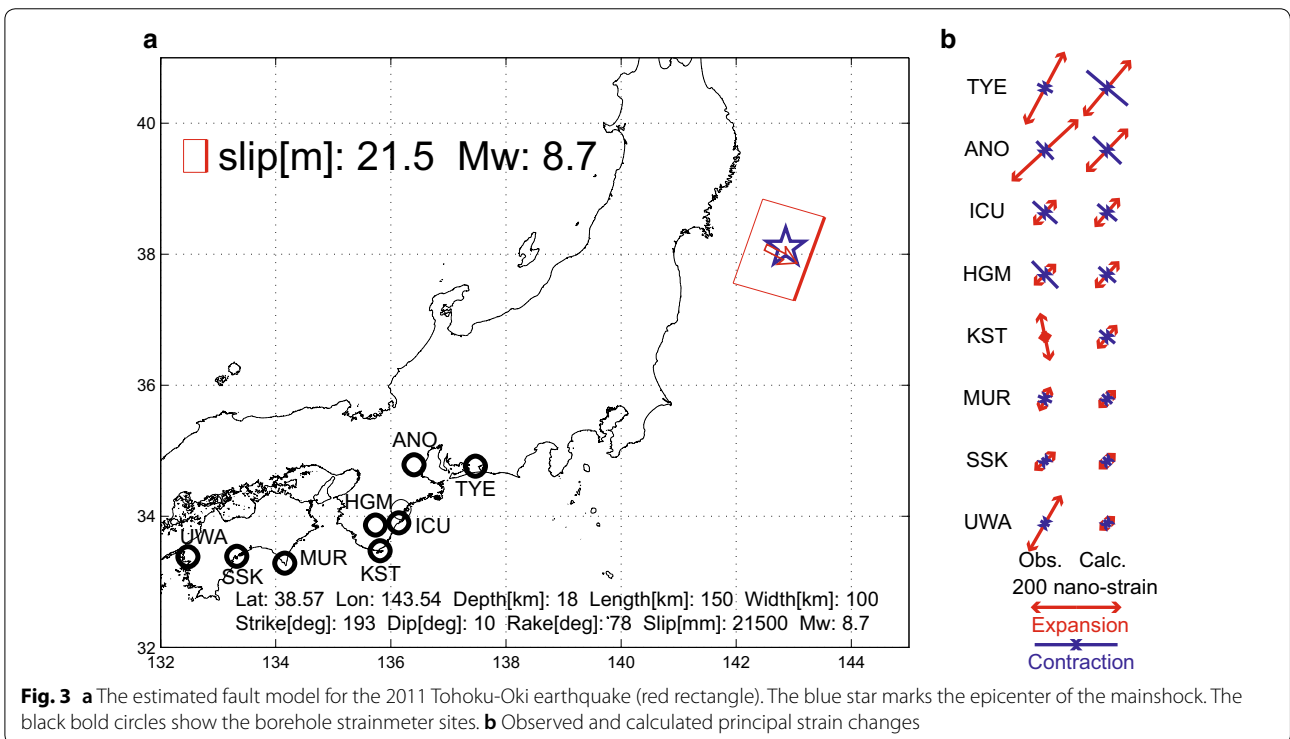 a
40
38
36
34
32
132
134
136
138
140
142
144
slip[m]: 21.5 Mw: 8.7
ANO
TYE
HGM
ICU
UWA
SSK
MUR
KST
Lat: 38.57 Lon: 143.54 Depth[km]: 18 Length[km]: 150 Width[km]: 100
Strike[deg]: 193 Dip[deg]: 10 Rake[deg]: 78 Slip[mm]: 21500 Mw: 8.7
b
TYE
ANO
ICU
HGM
KST
MUR
SSK
UWA
Obs. Calc.
200 nano-strain
Expansion
Contraction
Fig. 3 a The estimated fault model for the 2011 Tohoku-Oki earthquake (red rectangle). The blue star marks the epicenter of the mainshock. The
black bold circles show the borehole strainmeter sites. b Observed and calculated principal strain changes